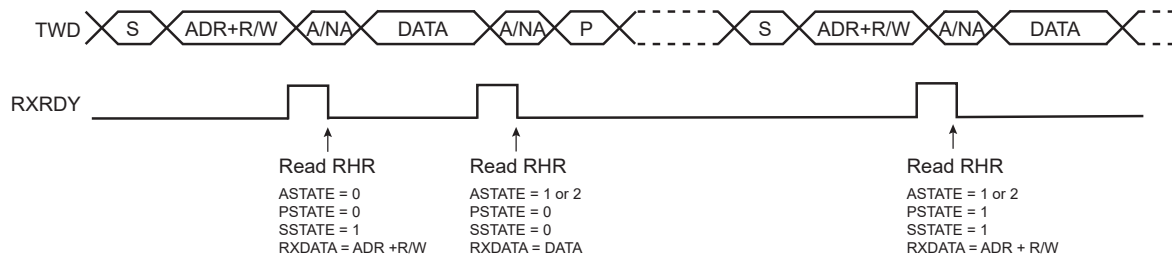 TWD S ADR+R/W A/NA DATA A/NA P S ADR+R/W A/NA DATA
RXRDY
Read RHR
ASTATE = 0
PSTATE = 0
SSTATE = 1
RXDATA = ADR +R/W
Read RHR
ASTATE = 1 or 2
PSTATE = 0
SSTATE = 0
RXDATA = DATA
Read RHR
ASTATE = 1 or 2
PSTATE = 1
SSTATE = 1
RXDATA = ADR + R/W